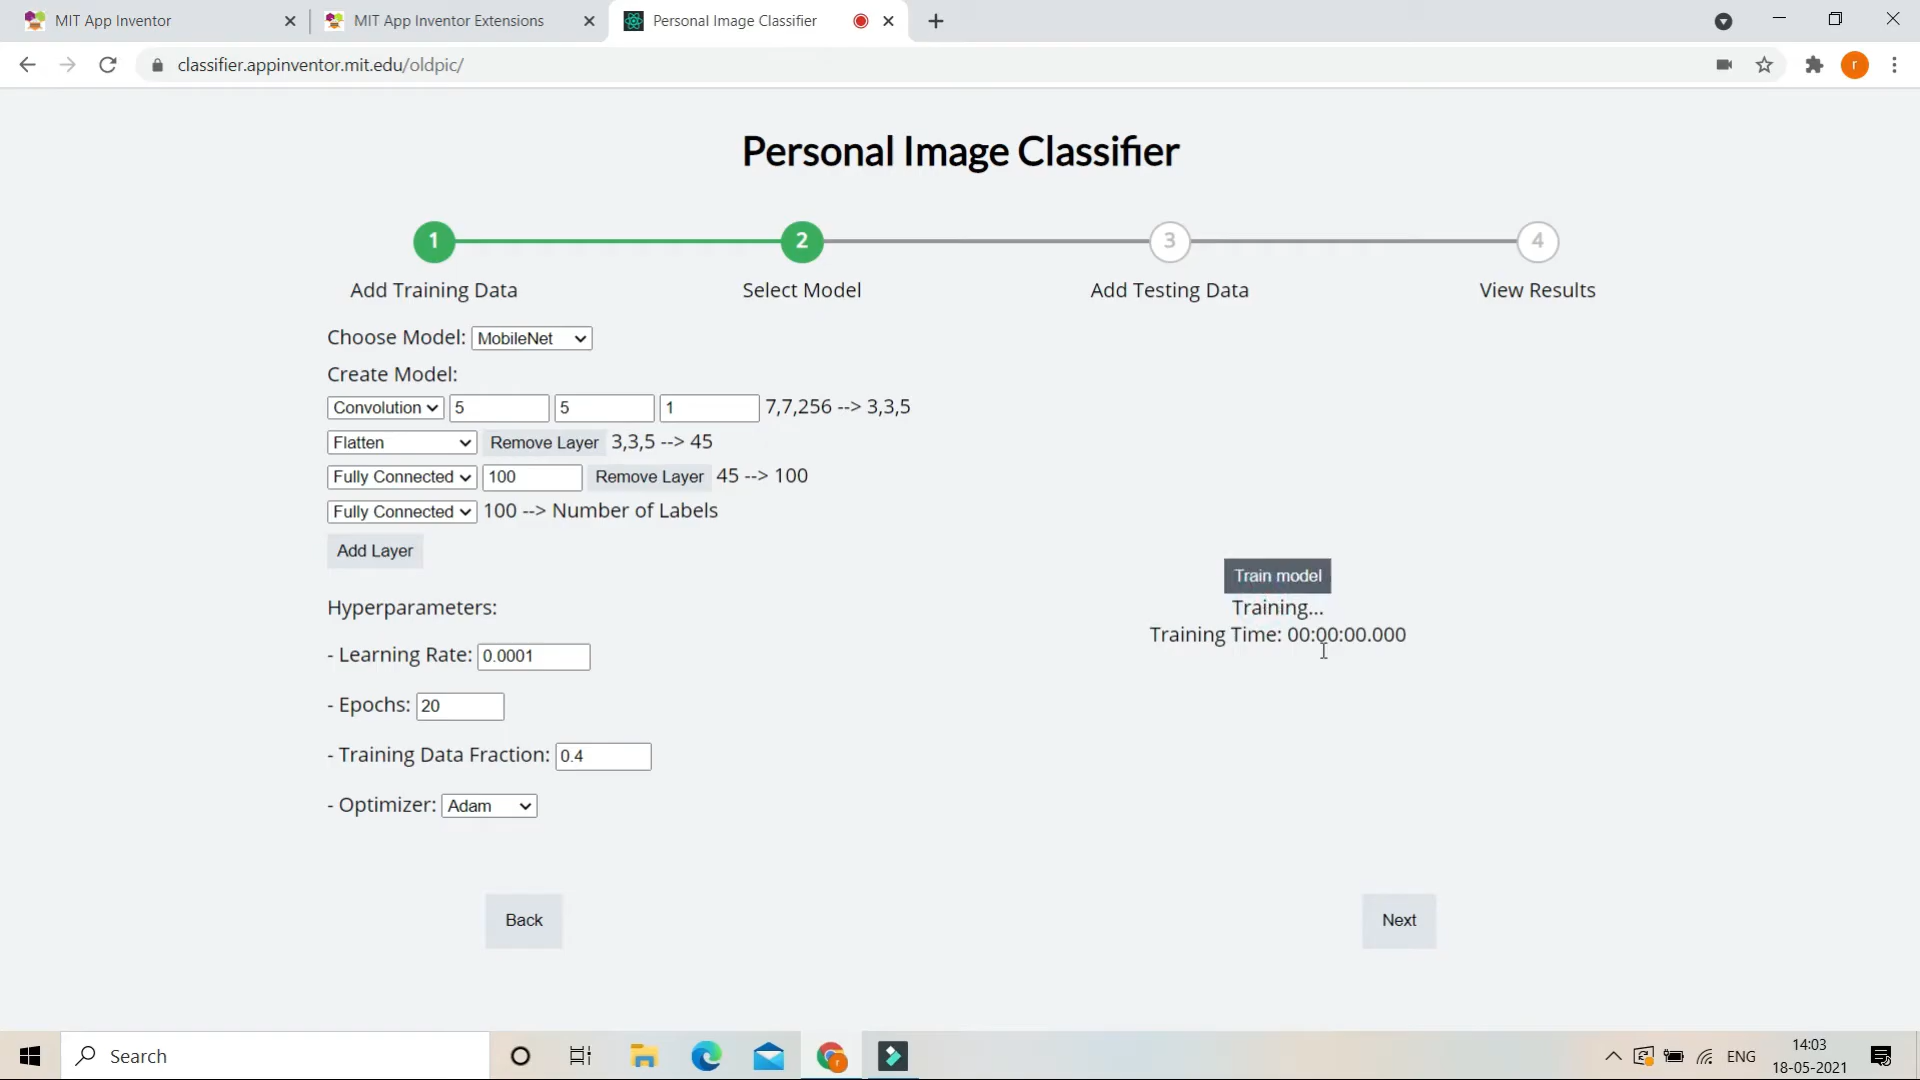 MIT App Inventor
MIT App Inventor Extensions
Personal Image Classifier
classifier.appinventor.mit.edu/oldpic/
r
Personal Image Classifier
1 2 3 4
Add Training Data Select Model Add Testing Data View Results
Choose Model: MobileNet
Create Model:
Convolution 5 5 1 7,7,256 --> 3,3,5
Flatten Remove Layer 3,3,5 --> 45
Fully Connected 100 Remove Layer 45 --> 100
Fully Connected 100 --> Number of Labels
Add Layer
Train model
Training...
Training Time: 00:00:00.000
Hyperparameters:
- Learning Rate: 0.0001
- Epochs: 20
- Training Data Fraction: 0.4
- Optimizer: Adam
Back Next
Search
ENG
14:03
18-05-2021